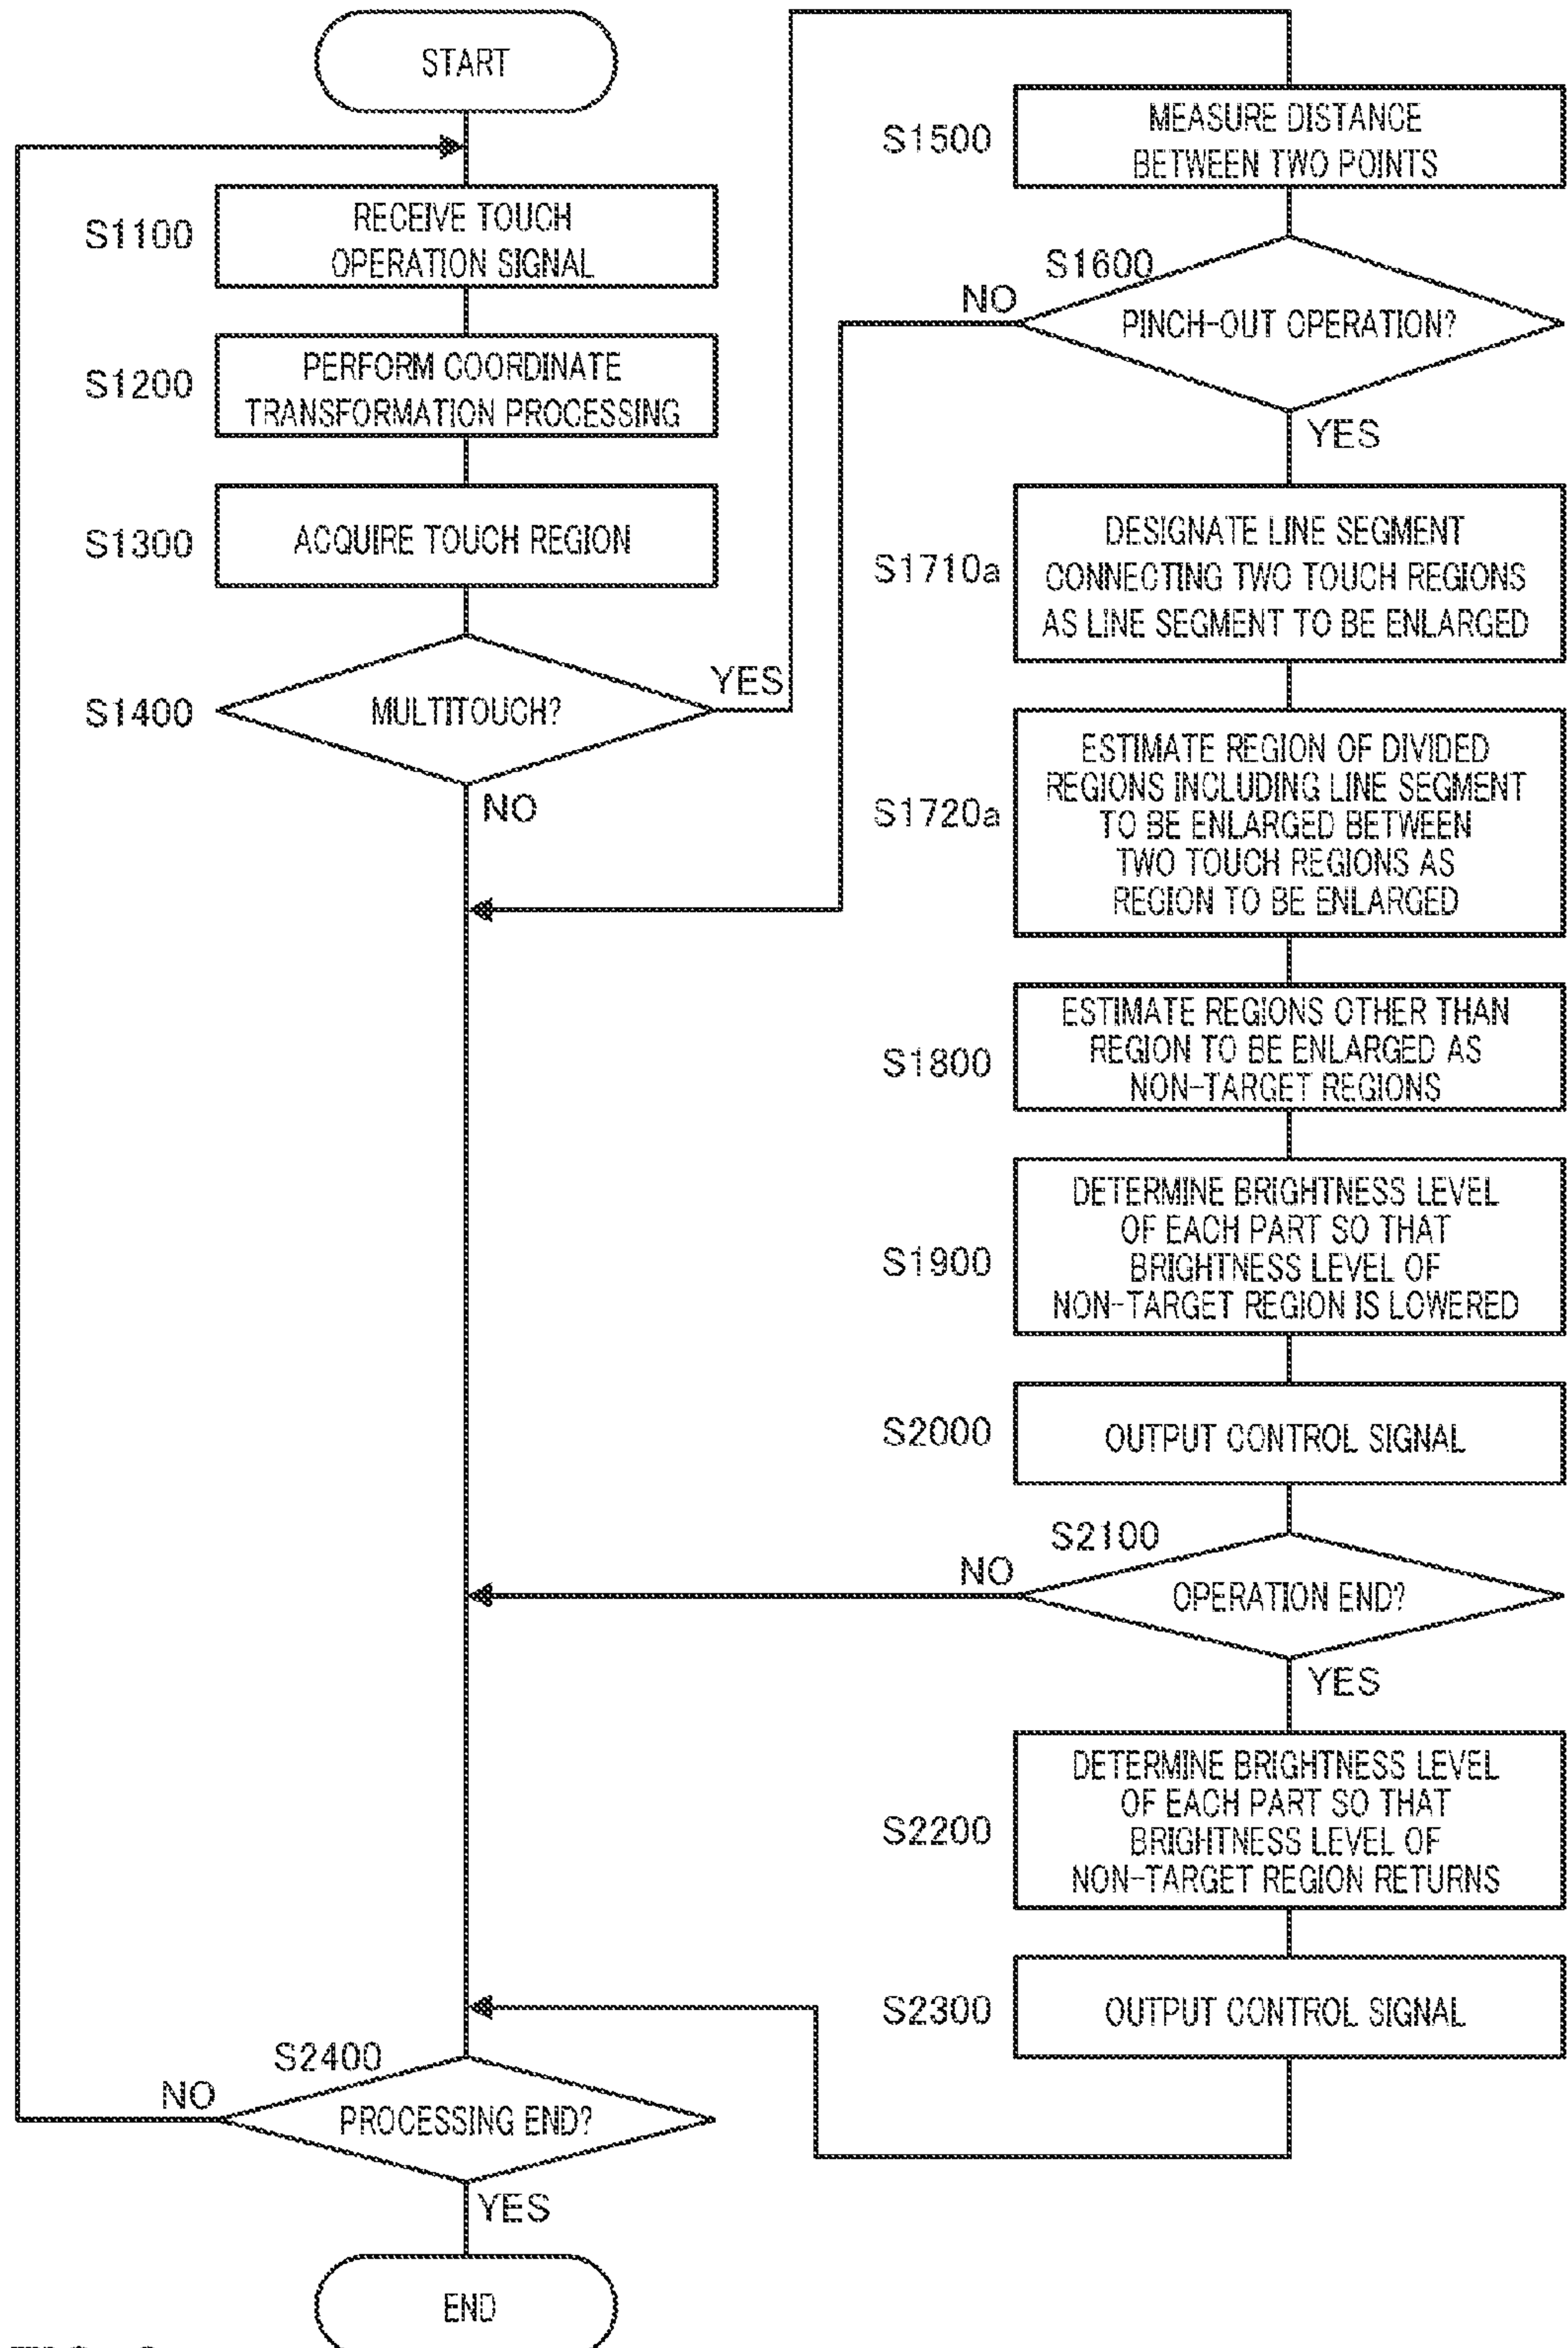 START
S1100
RECEIVE TOUCH
OPERATION SIGNAL
S1200
PERFORM COORDINATE
TRANSFORMATION PROCESSING
S1300
ACQUIRE TOUCH REGION
S1400
MULTITOUCH?
YES
NO
S1500
MEASURE DISTANCE
BETWEEN TWO POINTS
S1600
NO
PINCH-OUT OPERATION?
YES
S1710a
DESIGNATE LINE SEGMENT
CONNECTING TWO TOUCH REGIONS
AS LINE SEGMENT TO BE ENLARGED
S1720a
ESTIMATE REGION OF DIVIDED
REGIONS INCLUDING LINE SEGMENT
TO BE ENLARGED BETWEEN
TWO TOUCH REGIONS AS
REGION TO BE ENLARGED
S1800
ESTIMATE REGIONS OTHER THAN
REGION TO BE ENLARGED AS
NON-TARGET REGIONS
S1900
DETERMINE BRIGHTNESS LEVEL
OF EACH PART SO THAT
BRIGHTNESS LEVEL OF
NON-TARGET REGION IS LOWERED
S2000
OUTPUT CONTROL SIGNAL
S2100
NO
OPERATION END?
YES
S2200
DETERMINE BRIGHTNESS LEVEL
OF EACH PART SO THAT
BRIGHTNESS LEVEL OF
NON-TARGET REGION RETURNS
S2300
OUTPUT CONTROL SIGNAL
S2400
NO
PROCESSING END?
YES
END